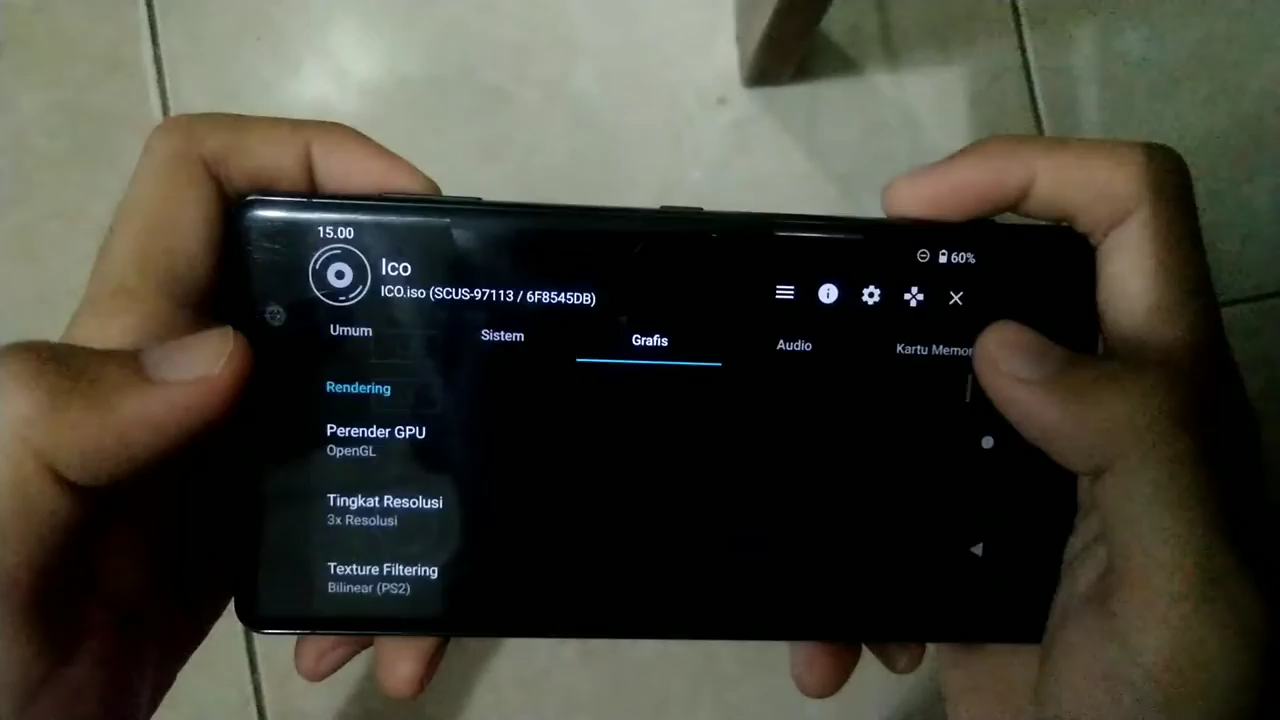 15.00
60%
Ico
ICO.iso (SCUS-97113 / 6F8545DB)
Umum
Sistem
Grafis
Audio
Kartu Memor
Rendering
Perender GPU
OpenGL
Tingkat Resolusi
3x Resolusi
Texture Filtering
Bilinear (PS2)